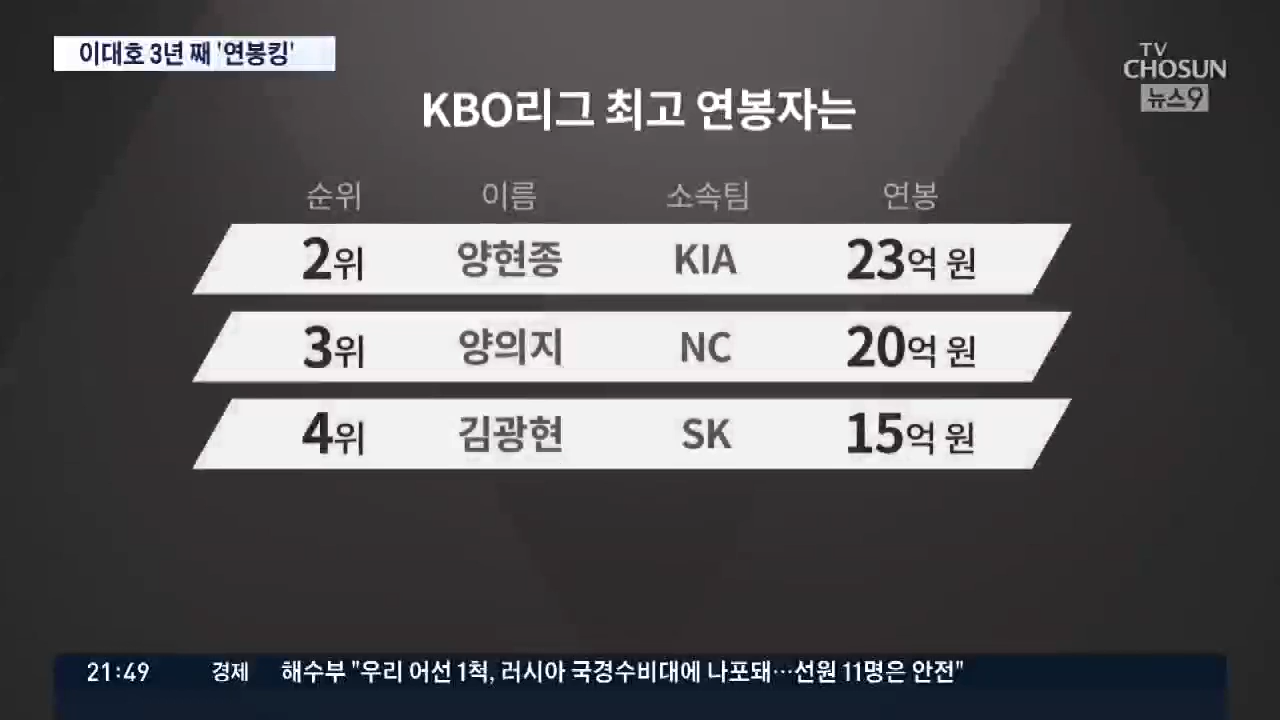 이대호 3년 째 '연봉킹'
TV
CHOSUN
뉴스9
KBO리그 최고 연봉자는
순위 이름 소속팀 연봉
2위 양현종 KIA 23억 원
3위 양의지 NC 20억 원
4위 김광현 SK 15억 원
21:49 경제 해수부 "우리 어선 1척, 러시아 국경수비대에 나포돼…선원 11명은 안전"